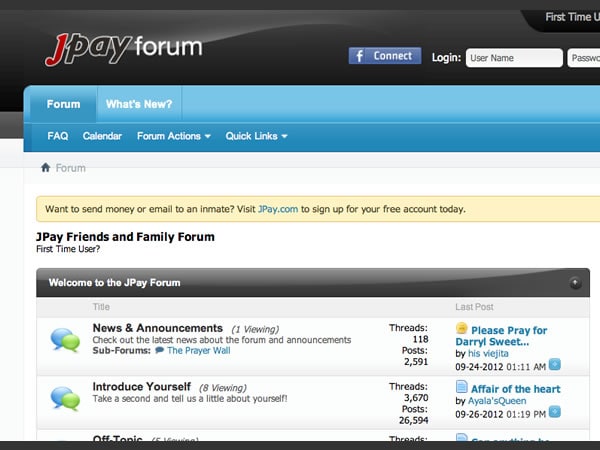 First Time U
JPay forum
f Connect
Login:
User Name
Passwo
Forum
What's New?
FAQ
Calendar
Forum Actions
Quick Links
Forum
Want to send money or email to an inmate? Visit JPay.com to sign up for your free account today.
JPay Friends and Family Forum
First Time User?
Welcome to the JPay Forum
Title
Last Post
News & Announcements (1 Viewing)
Check out the latest news about the forum and announcements
Sub-Forums: The Prayer Wall
Threads:
118
Posts:
2,591
Please Pray for
Darryl Sweet...
by his viejita
09-24-2012 01:11 AM
Introduce Yourself (8 Viewing)
Take a second and tell us a little about yourself!
Threads:
3,670
Posts:
26,594
Affair of the heart
by Ayala'sQueen
09-26-2012 01:19 PM
Off-Topic (5 Viewing)
Threads:
Can anything be